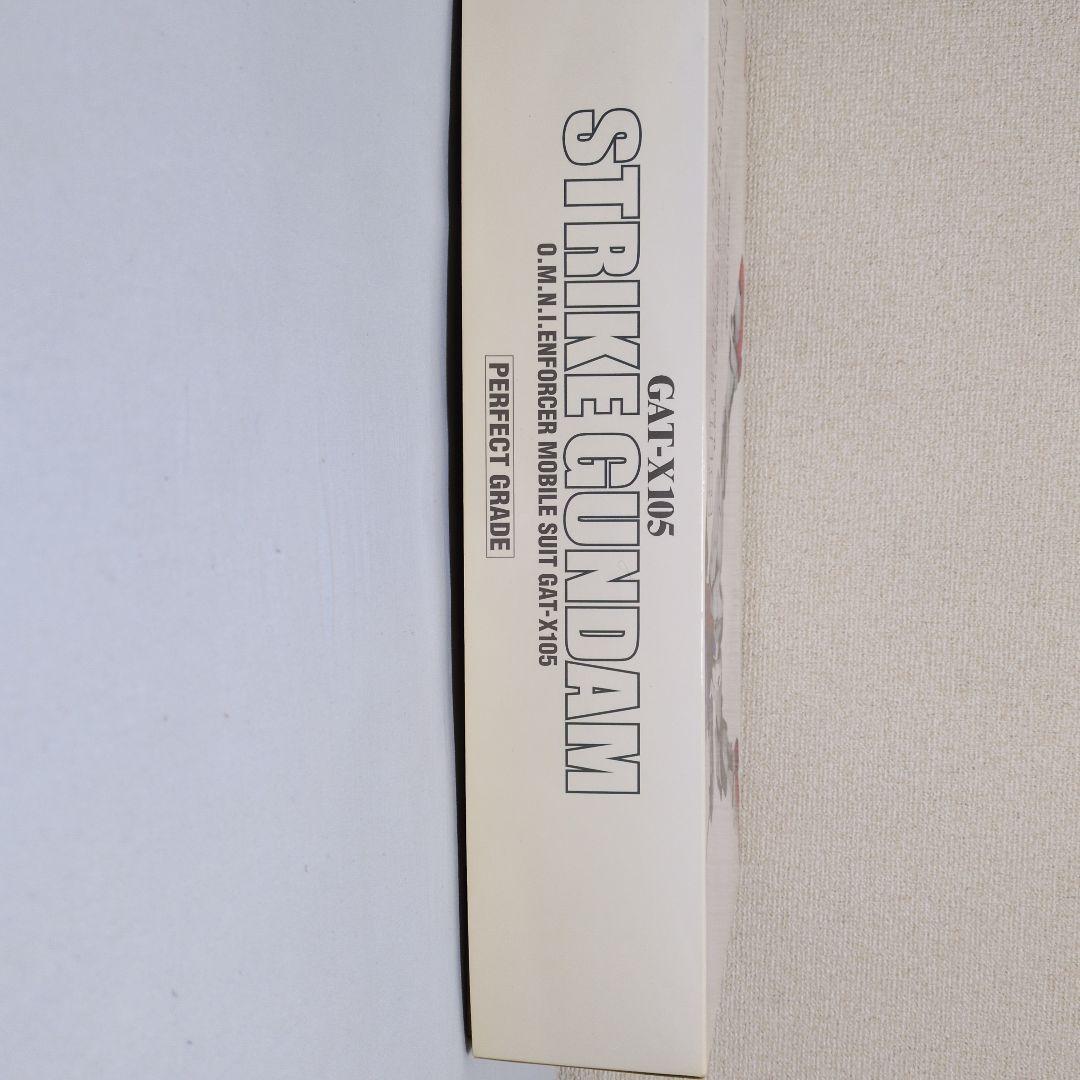 GAT-X105
STRIKE GUNDAM
O.M.N.I.ENFORCER MOBILE SUIT GAT-X105
PERFECT GRADE